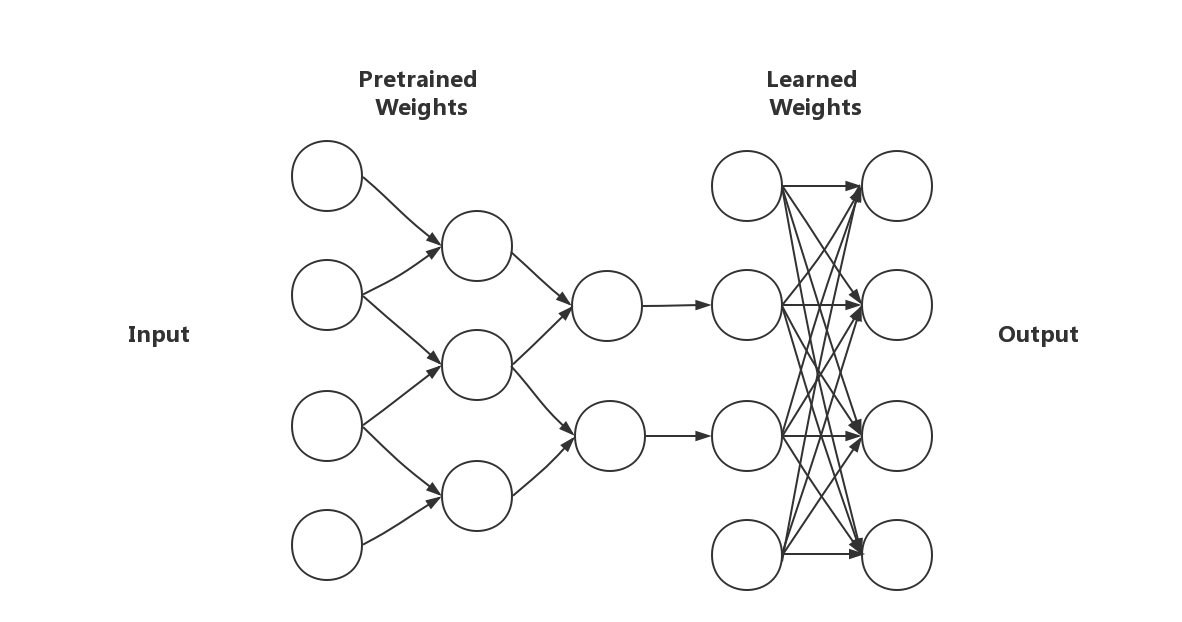 Pretrained
Weights
Learned
Weights
Input
Output